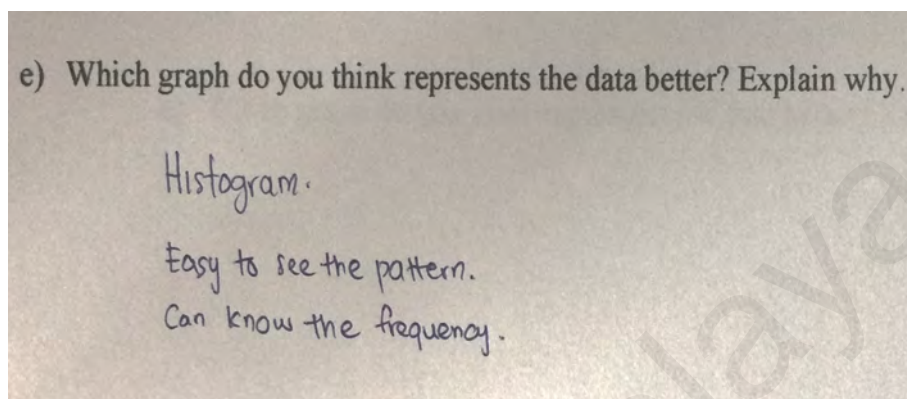 e) Which graph do you think represents the data better? Explain why.
Histogram.
Easy to see the pattern.
Can know the frequency.
laya